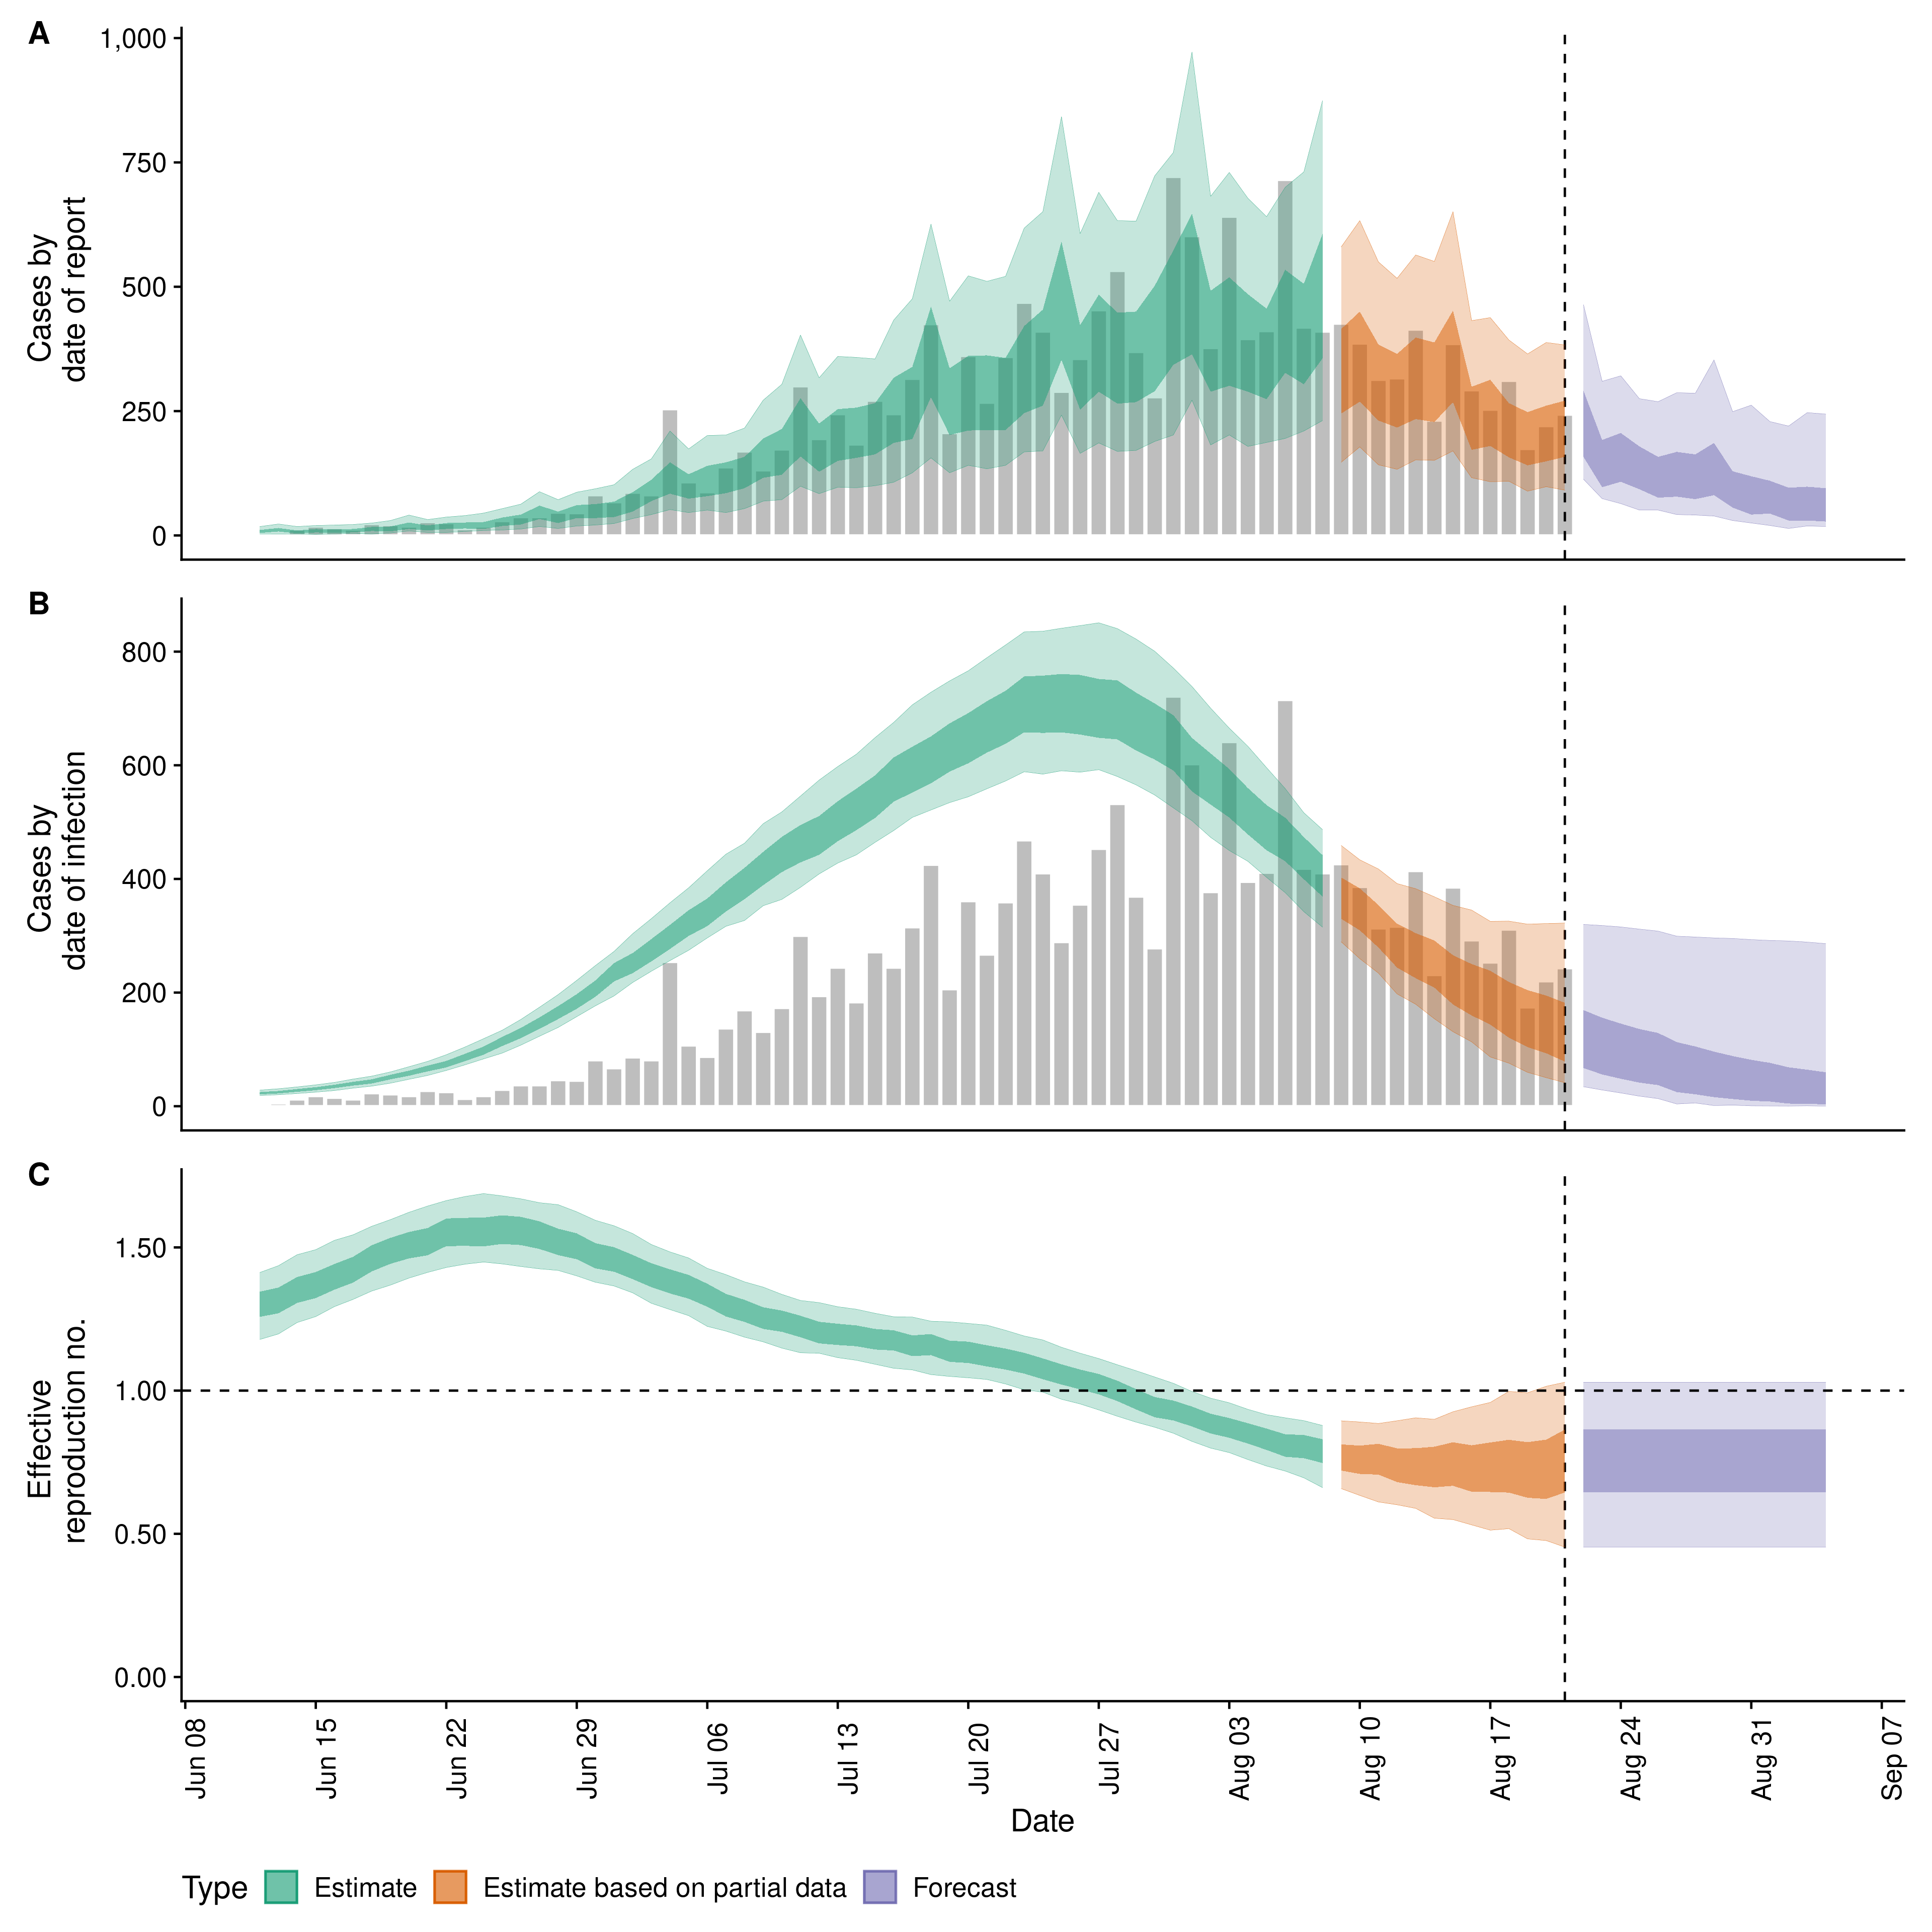 A
1,000
750
500
250
0
Cases by
date of report
B
800
600
400
200
0
Cases by
date of infection
C
1.50
1.00
0.50
0.00
Effective
reproduction no.
Jun 08
Jun 15
Jun 22
Jun 29
Jul 06
Jul 13
Jul 20
Jul 27
Aug 03
Aug 10
Aug 17
Aug 24
Aug 31
Sep 07
Date
Type Estimate Estimate based on partial data Forecast